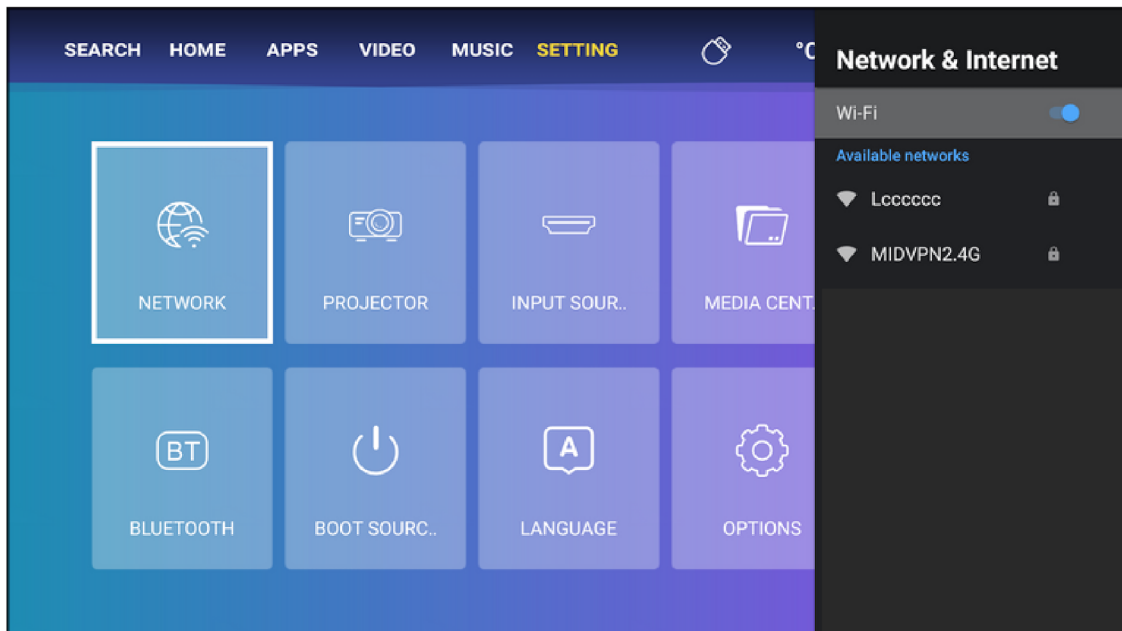 SEARCH HOME APPS VIDEO MUSIC SETTING °C
Network & Internet
Wi-Fi
Available networks
Lcccccc
MIDVPN2.4G
NETWORK PROJECTOR INPUT SOUR.. MEDIA CENT.
BT A
BLUETOOTH BOOT SOURC.. LANGUAGE OPTIONS